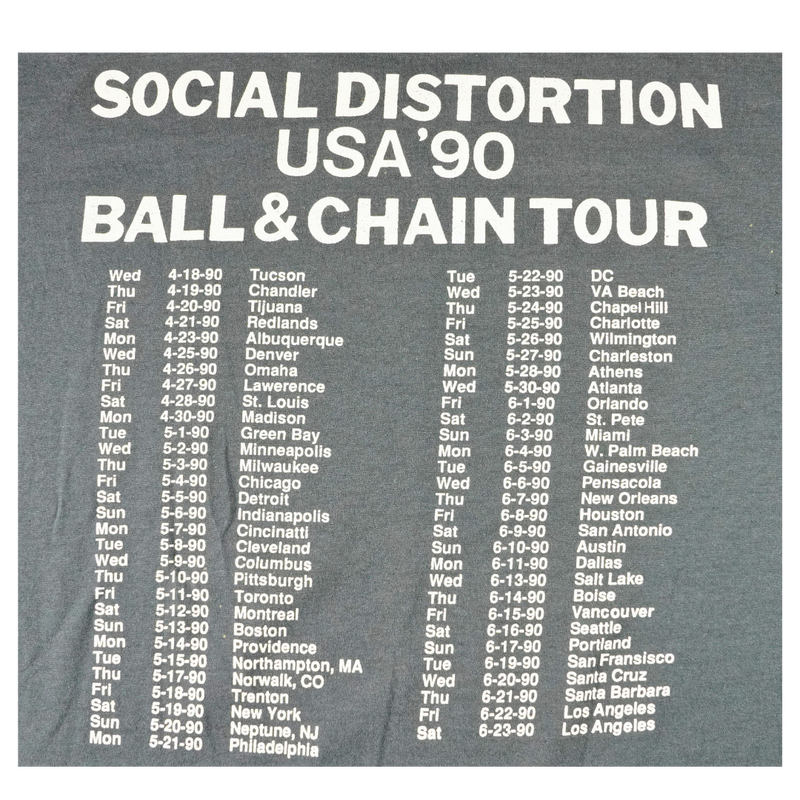 SOCIAL DISTORTION
USA '90
BALL & CHAIN TOUR
Wed 4-18-90 Tucson
Thu 4-19-90 Chandler
Fri 4-20-90 Tijuana
Sat 4-21-90 Redlands
Mon 4-23-90 Albuquerque
Wed 4-25-90 Denver
Thu 4-26-90 Omaha
Fri 4-27-90 Lawerence
Sat 4-28-90 St. Louis
Mon 4-30-90 Madison
Tue 5-1-90 Green Bay
Wed 5-2-90 Minneapolis
Thu 5-3-90 Milwaukee
Fri 5-4-90 Chicago
Sat 5-5-90 Detroit
Sun 5-6-90 Indianapolis
Mon 5-7-90 Cincinatti
Tue 5-8-90 Cleveland
Wed 5-9-90 Columbus
Thu 5-10-90 Pittsburgh
Fri 5-11-90 Toronto
Sat 5-12-90 Montreal
Sun 5-13-90 Boston
Mon 5-14-90 Providence
Tue 5-15-90 Northampton, MA
Thu 5-17-90 Norwalk, CO
Fri 5-18-90 Trenton
Sat 5-19-90 New York
Sun 5-20-90 Neptune, NJ
Mon 5-21-90 Philadelphia
Tue 5-22-90 DC
Wed 5-23-90 VA Beach
Thu 5-24-90 Chapel Hill
Fri 5-25-90 Charlotte
Sat 5-26-90 Wilmington
Sun 5-27-90 Charleston
Mon 5-28-90 Athens
Wed 5-30-90 Atlanta
Fri 6-1-90 Orlando
Sat 6-2-90 St. Pete
Sun 6-3-90 Miami
Mon 6-4-90 W. Palm Beach
Tue 6-5-90 Gainesville
Wed 6-6-90 Pensacola
Thu 6-7-90 New Orleans
Fri 6-8-90 Houston
Sat 6-9-90 San Antonio
Sun 6-10-90 Austin
Mon 6-11-90 Dallas
Wed 6-13-90 Salt Lake
Thu 6-14-90 Boise
Fri 6-15-90 Vancouver
Sat 6-16-90 Seattle
Sun 6-17-90 Portland
Tue 6-19-90 San Fransisco
Wed 6-20-90 Santa Cruz
Thu 6-21-90 Santa Barbara
Fri 6-22-90 Los Angeles
Sat 6-23-90 Los Angeles